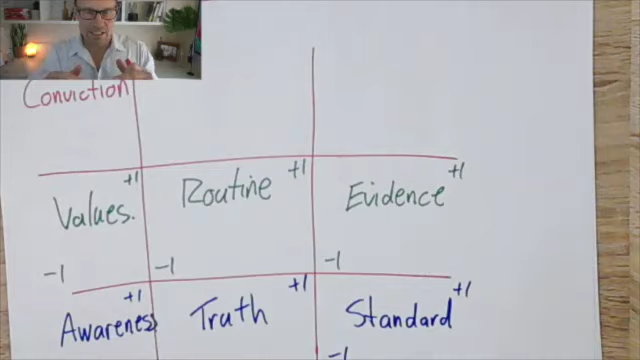 Conviction
+1 +1 +1
Values. Routine Evidence
-1 -1 -1
+1 +1 +1
Awareness Truth Standard
-1